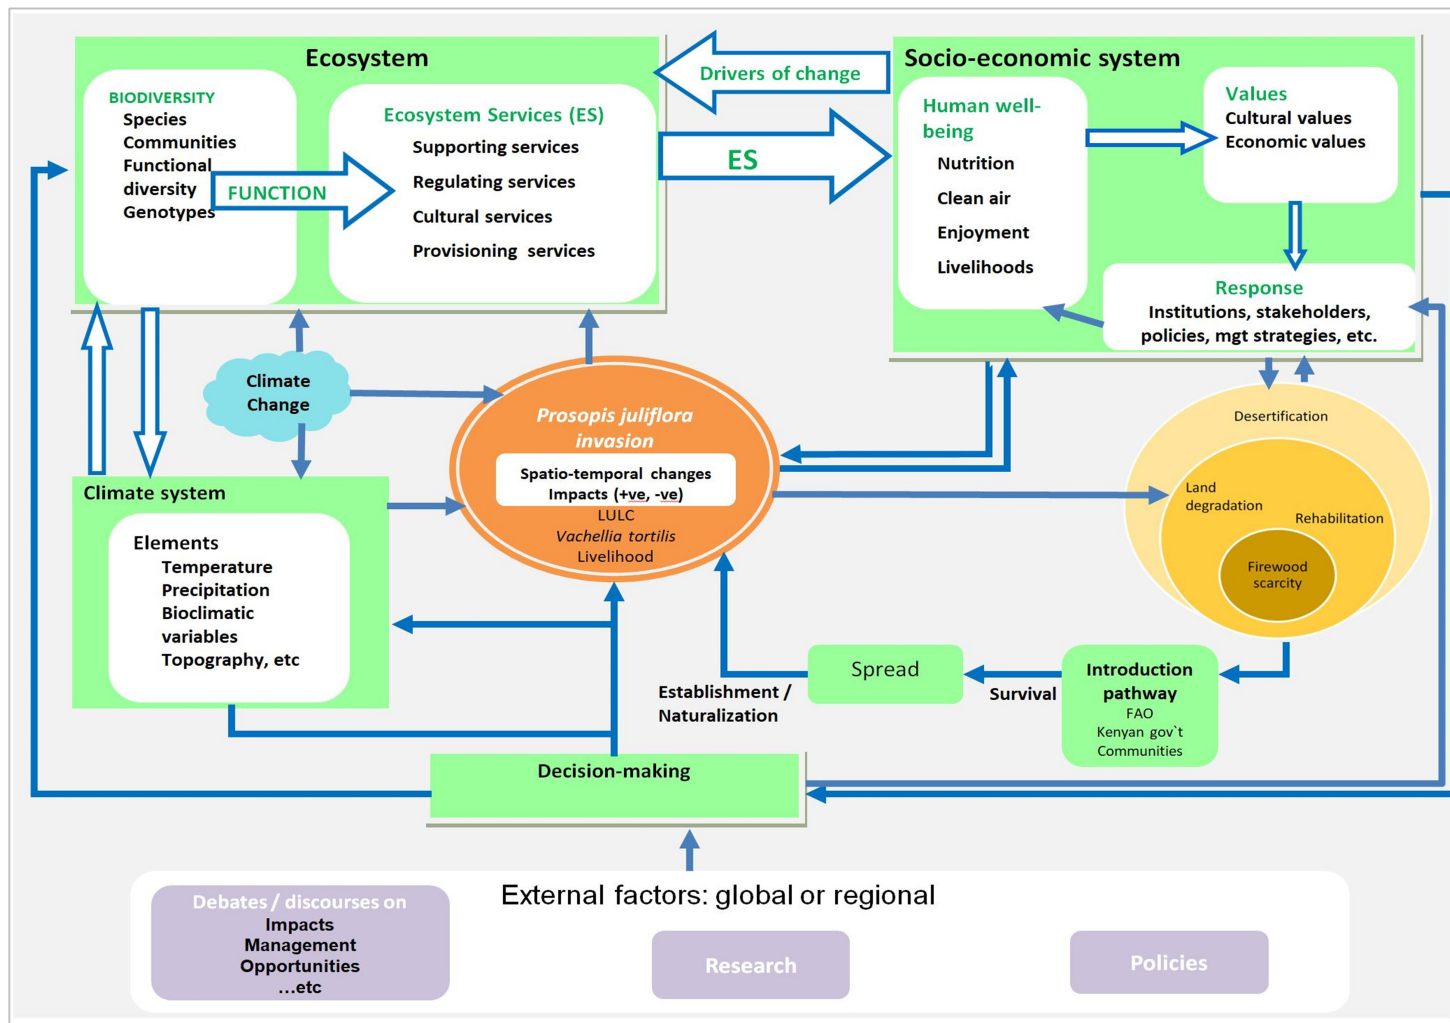 Ecosystem
BIODIVERSITY
Species
Communities
Functional
diversity
Genotypes
FUNCTION
Ecosystem Services (ES)
Supporting services
Regulating services
Cultural services
Provisioning services
Drivers of change
ES
Socio-economic system
Human well-
being
Nutrition
Clean air
Enjoyment
Livelihoods
Values
Cultural values
Economic values
Response
Institutions, stakeholders,
policies, mgt strategies, etc.
Climate
Change
Prosopis juliflora
invasion
Spatio-temporal changes
Impacts (+ve, -ve)
LULC
Vachellia tortilis
Livelihood
Desertification
Land
degradation
Rehabilitation
Firewood
scarcity
Climate system
Elements
Temperature
Precipitation
Bioclimatic
variables
Topography, etc
Establishment /
Naturalization
Spread
Survival
Introduction
pathway
FAO
Kenyan gov`t
Communities
Decision-making
External factors: global or regional
Debates / discourses on
Impacts
Management
Opportunities
...etc
Research
Policies